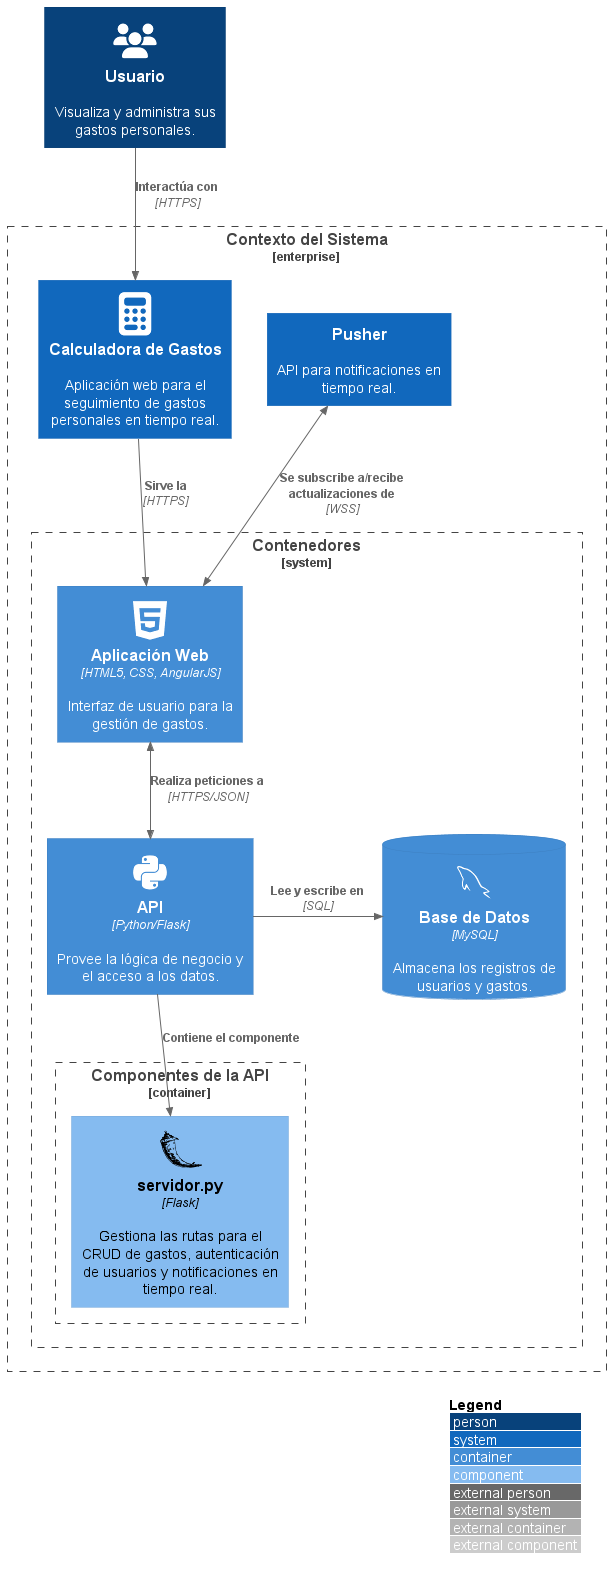 Usuario
Visualiza y administra sus
gastos personales.
Interactúa con
[HTTPS]
Contexto del Sistema
[enterprise]
Calculadora de Gastos
Aplicación web para el
seguimiento de gastos
personales en tiempo real.
Pusher
API para notificaciones en
tiempo real.
Sirve la
[HTTPS]
Se subscribe a/recibe
actualizaciones de
[WSS]
Contenedores
[system]
Aplicación Web
[HTML5, CSS, AngularJS]
Interfaz de usuario para la
gestión de gastos.
Realiza peticiones a
[HTTPS/JSON]
API
[Python/Flask]
Provee la lógica de negocio y
el acceso a los datos.
Lee y escribe en
[SQL]
Base de Datos
[MySQL]
Almacena los registros de
usuarios y gastos.
Contiene el componente
Componentes de la API
[container]
servidor.py
[Flask]
Gestiona las rutas para el
CRUD de gastos, autenticación
de usuarios y notificaciones en
tiempo real.
Legend
person
system
container
component
external person
external system
external container
external component